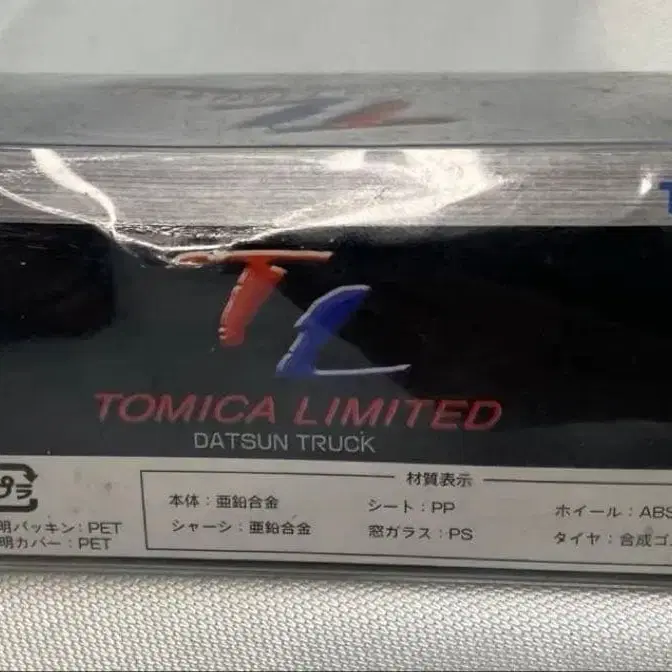 TL
TOMICA LIMITED
DATSUN TRUCK
プラ
明パッキン:PET
明カバー:PET
材質表示
本体:亜鉛合金
シャーシ:亜鉛合金
シート:PP
窓ガラス:PS
ホイール:ABS
タイヤ:合成ゴ